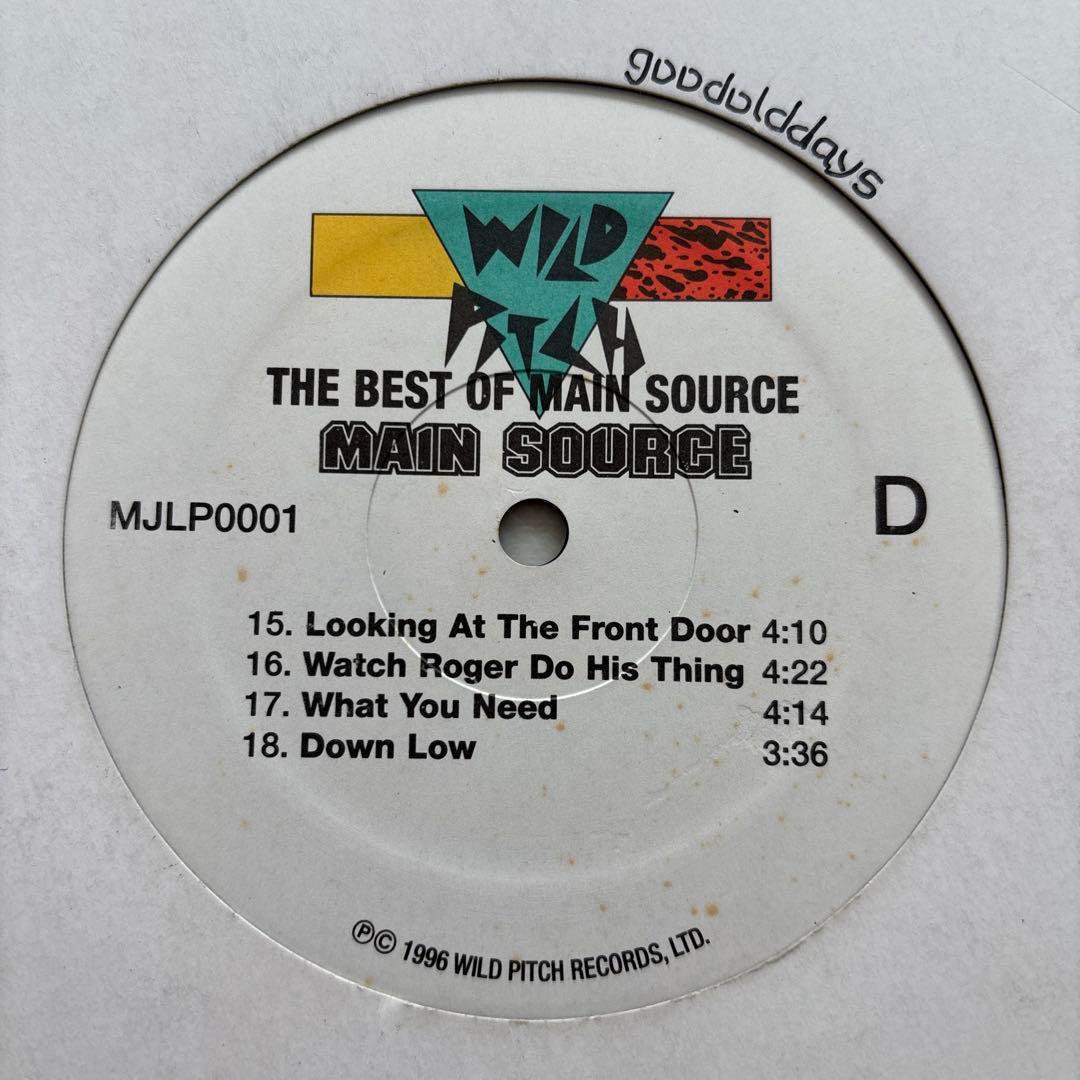 goodolddays
WILD
PITCH
THE BEST OF MAIN SOURCE
MAIN SOURCE
MJLP0001
D
15. Looking At The Front Door 4:10
16. Watch Roger Do His Thing 4:22
17. What You Need 4:14
18. Down Low 3:36
℗© 1996 WILD PITCH RECORDS, LTD.